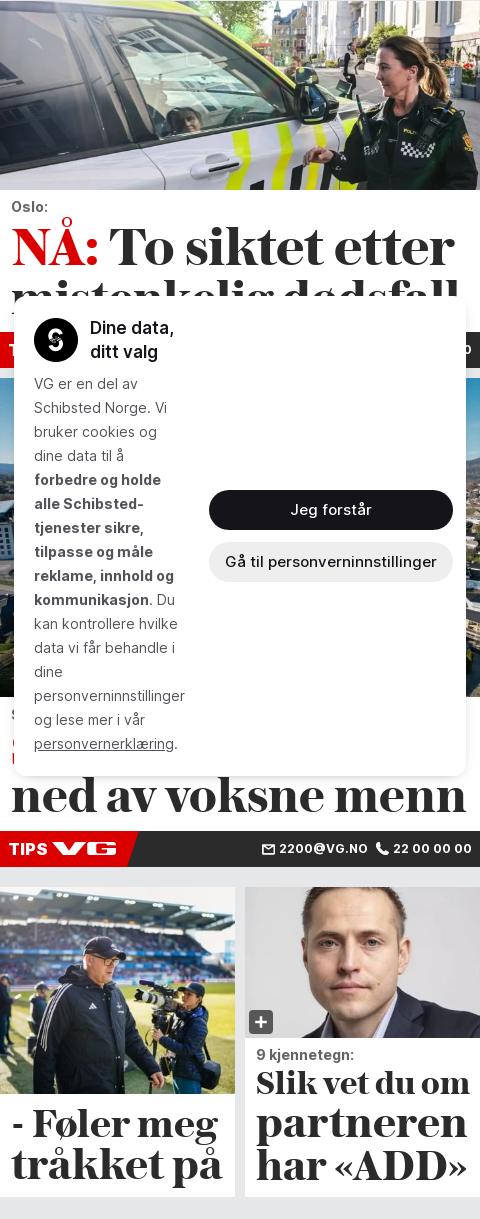 Oslo:
NÅ: To siktet etter
mistenkelig dødsfall
Dine data,
ditt valg
VG er en del av
Schibsted Norge. Vi
bruker cookies og
dine data til å
forbedre og holde
alle Schibsted-
tjenester sikre,
tilpasse og måle
reklame, innhold og
kommunikasjon. Du
kan kontrollere hvilke
data vi får behandle i
dine
personverninnstillinger
og lese mer i vår
personvernerklæring.
Jeg forstår
Gå til personverninnstillinger
ned av voksne menn
TIPS VG 2200@VG.NO 22 00 00 00
- Føler meg
tråkket på
9 kjennetegn:
Slik vet du om
partneren
har «ADD»